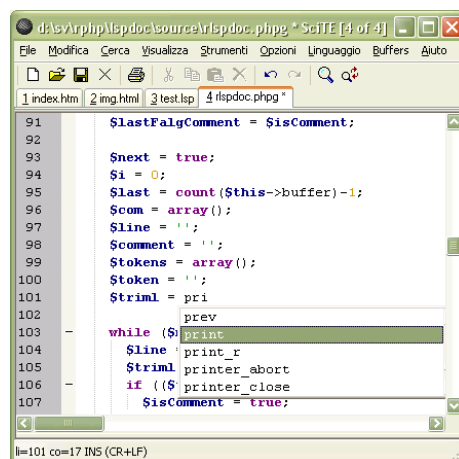 d:\sv\rphp\lspdoc\source\rlspdoc.phpg * SciTE [4 of 4]
File Modifica Cerca Visualizza Strumenti Opzioni Linguaggio Buffers Aiuto
1 index.htm 2 img.html 3 test.lsp 4 rlspdoc.phpg *
91 $lastFalgComment = $isComment;
92
93 $next = true;
94 $i = 0;
95 $last = count($this->buffer)-1;
96 $com = array();
97 $line = '';
98 $comment = '';
99 $tokens = array();
100 $token = '';
101 $triml = pri
102 prev
103 - while ($ print
104 $line print_r
105 $triml printer_abort
106 - if (($ printer_close
107 $isComment = true;
li=101 co=17 INS (CR+LF)